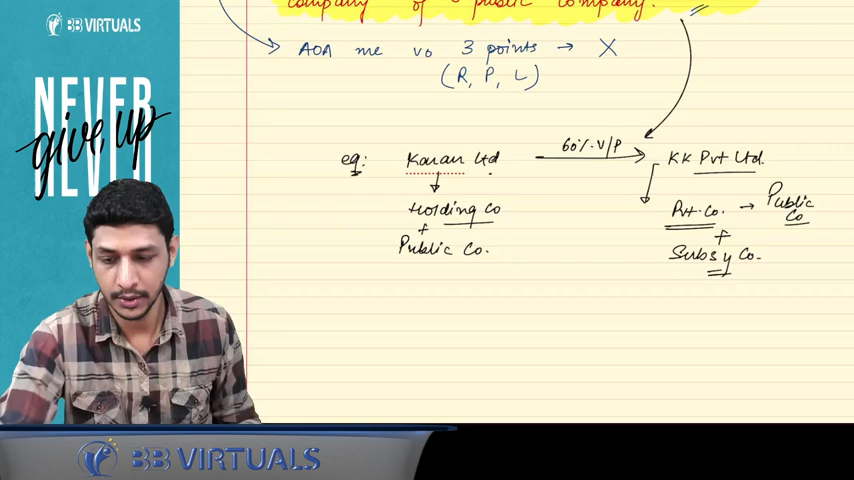 BB VIRTUALS
NEVER
give up
NEVER
company of public company.
AOA me vo 3 points → X
(R, P, L)
eg: Karan Ltd 60% V/P KK Pvt Ltd.
Holding Co
+
Public Co.
Pvt. Co. → Public Co
+
Subsy Co.
BB VIRTUALS